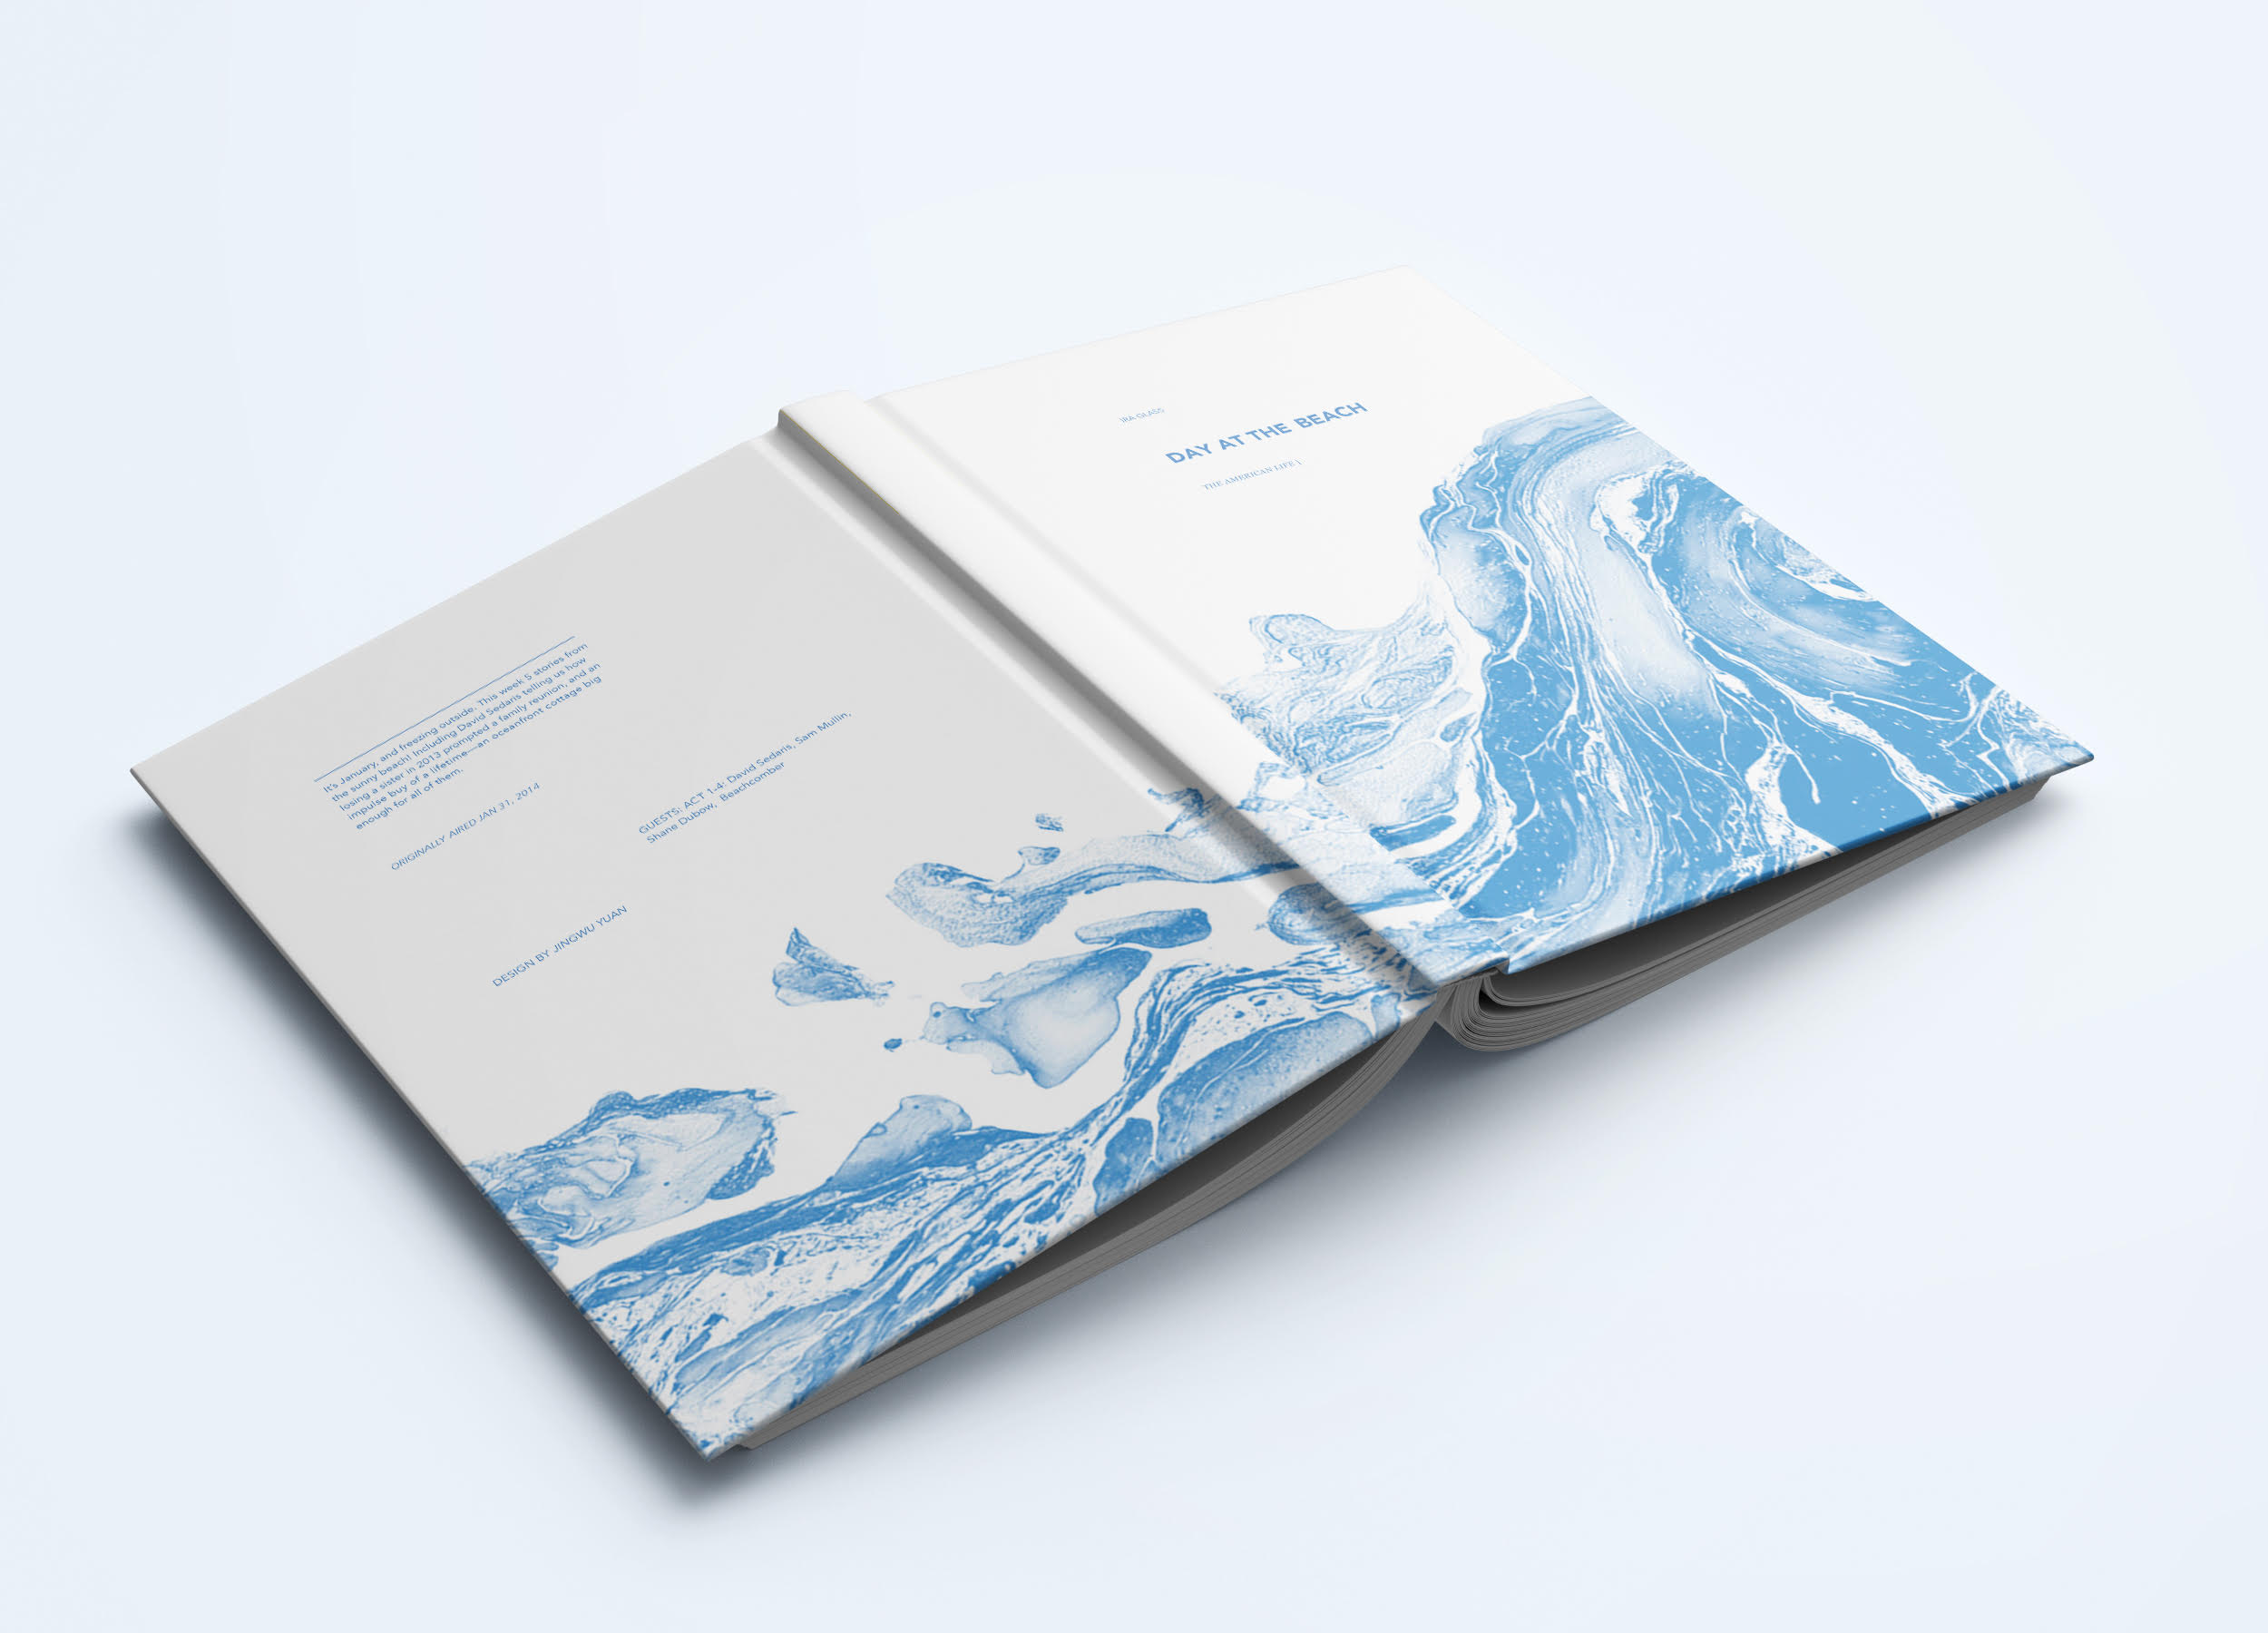 It's January, and freezing outside. This week 5 stories from
the sunny beach! Including David Sedaris telling us how
losing a sister in 2013 prompted a family reunion, and an
impulse buy of a lifetime—an oceanfront cottage big
enough for all of them.
ORIGINALLY AIRED JAN 31, 2014
GUESTS: ACT 1-4: David Sedaris, Sam Mullin,
Shane Dubow, Beachcomber
DESIGN BY JINGWU YUAN
IRA GLASS
DAY AT THE BEACH
THE AMERICAN LIFE